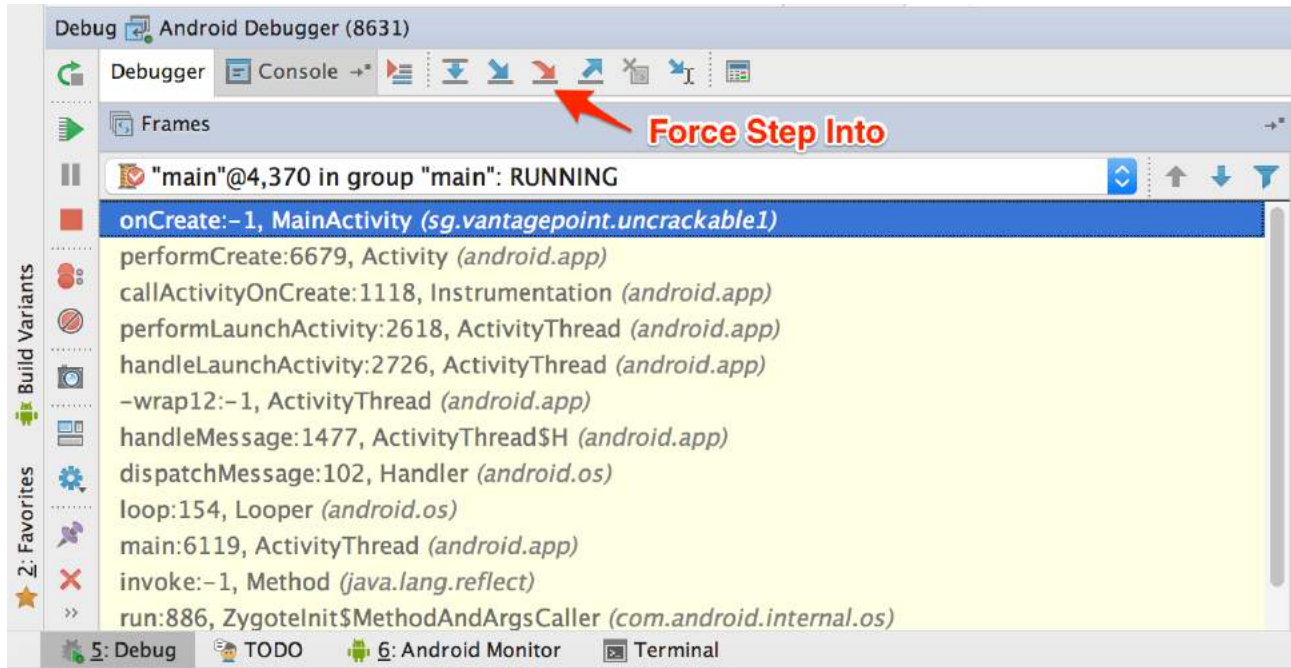 Debug Android Debugger (8631)
Debugger Console
Force Step Into
Frames
"main"@4,370 in group "main": RUNNING
onCreate:-1, MainActivity (sg.vantagepoint.uncrackable1)
performCreate:6679, Activity (android.app)
callActivityOnCreate:1118, Instrumentation (android.app)
performLaunchActivity:2618, ActivityThread (android.app)
handleLaunchActivity:2726, ActivityThread (android.app)
-wrap12:-1, ActivityThread (android.app)
handleMessage:1477, ActivityThread$H (android.app)
dispatchMessage:102, Handler (android.os)
loop:154, Looper (android.os)
main:6119, ActivityThread (android.app)
invoke:-1, Method (java.lang.reflect)
run:886, ZygoteInit$MethodAndArgsCaller (com.android.internal.os)
Build Variants
2: Favorites
5: Debug TODO 6: Android Monitor Terminal